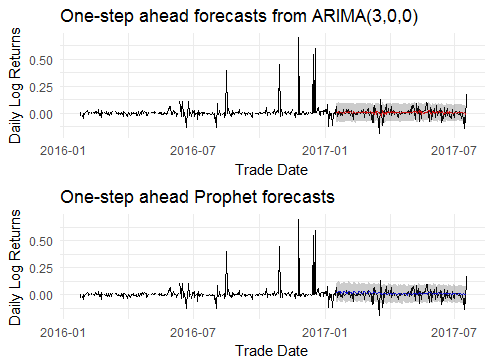 One-step ahead forecasts from ARIMA(3,0,0)
Daily Log Returns
0.50
0.25
0.00
2016-01 2016-07 2017-01 2017-07
Trade Date
One-step ahead Prophet forecasts
Daily Log Returns
0.50
0.25
0.00
2016-01 2016-07 2017-01 2017-07
Trade Date